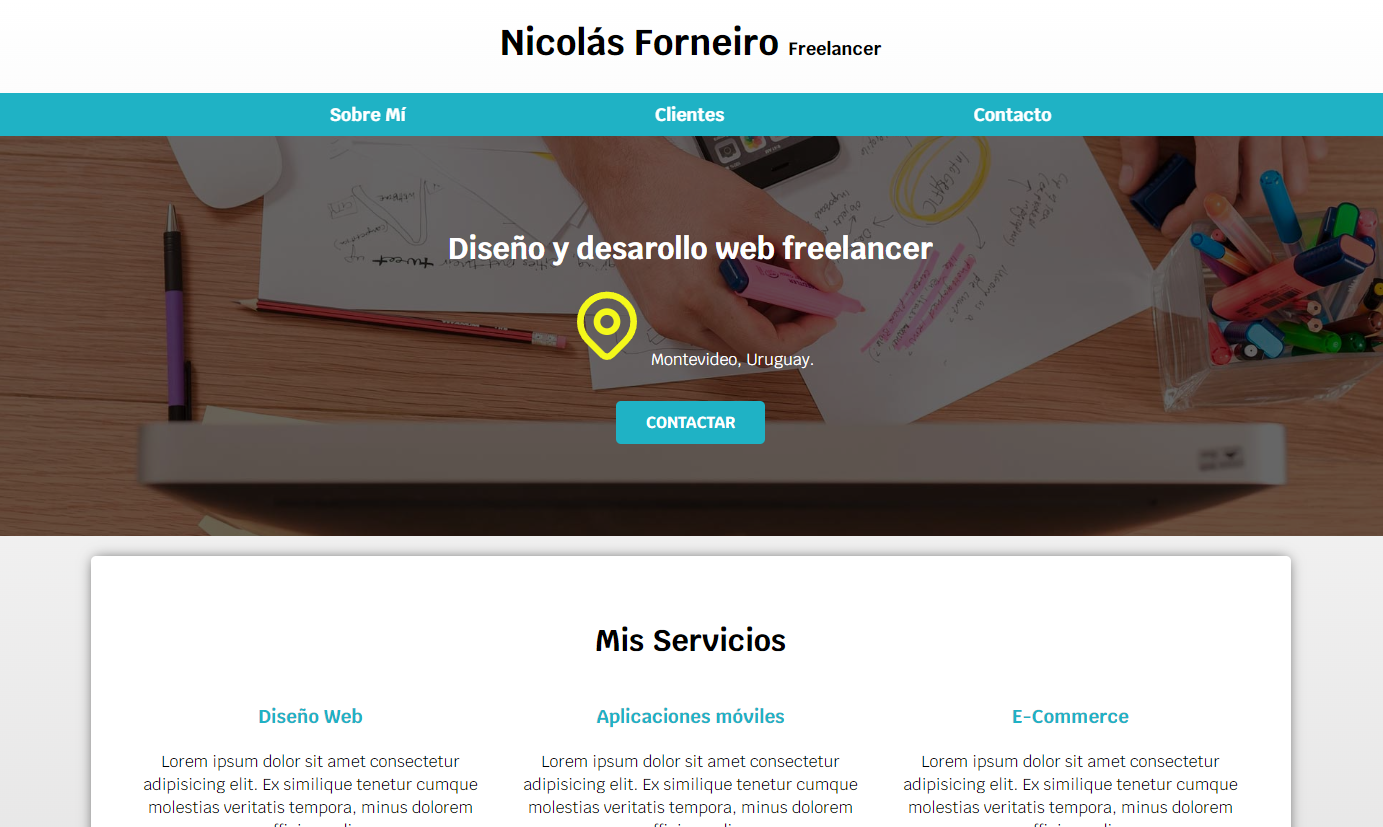 Nicolás Forneiro Freelancer
Sobre Mí Clientes Contacto
Diseño y desarollo web freelancer
Montevideo, Uruguay.
CONTACTAR
Mis Servicios
Diseño Web
Lorem ipsum dolor sit amet consectetur
adipisicing elit. Ex similique tenetur cumque
molestias veritatis tempora, minus dolorem
Aplicaciones móviles
Lorem ipsum dolor sit amet consectetur
adipisicing elit. Ex similique tenetur cumque
molestias veritatis tempora, minus dolorem
E-Commerce
Lorem ipsum dolor sit amet consectetur
adipisicing elit. Ex similique tenetur cumque
molestias veritatis tempora, minus dolorem